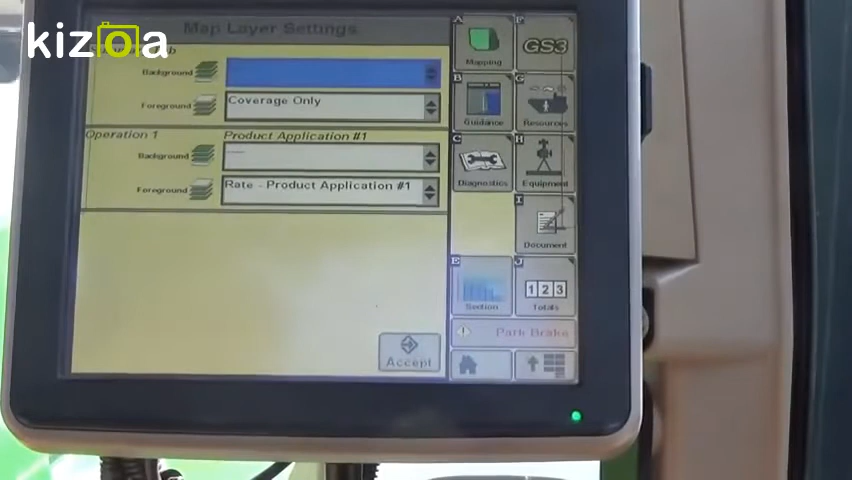 kizoa
Map Layer Settings
Background
Foreground
Coverage Only
Operation 1
Product Application #1
Background
---
Foreground
Rate - Product Application #1
Accept
A
Mapping
F
GS3
B
Guidance
G
Resources
C
Diagnostics
H
Equipment
I
Document
E
Section
J
123
Totals
Park Brake